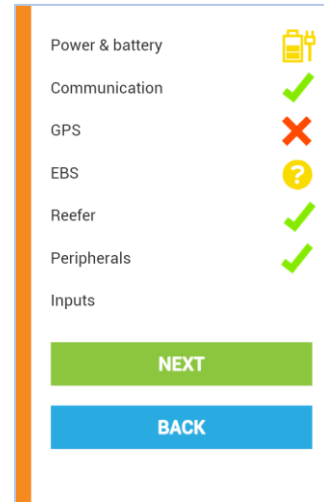 Power & battery
Communication
GPS
EBS
?
Reefer
Peripherals
Inputs
NEXT
BACK